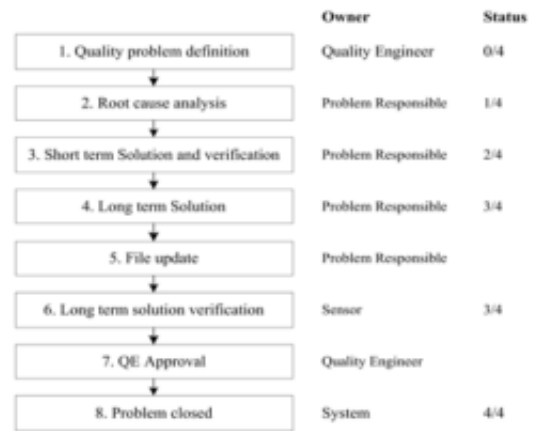 Owner Status
1. Quality problem definition Quality Engineer 0/4
2. Root cause analysis Problem Responsible 1/4
3. Short term Solution and verification Problem Responsible 2/4
4. Long term Solution Problem Responsible 3/4
5. File update Problem Responsible
6. Long term solution verification Sensor 3/4
7. QE Approval Quality Engineer
8. Problem closed System 4/4